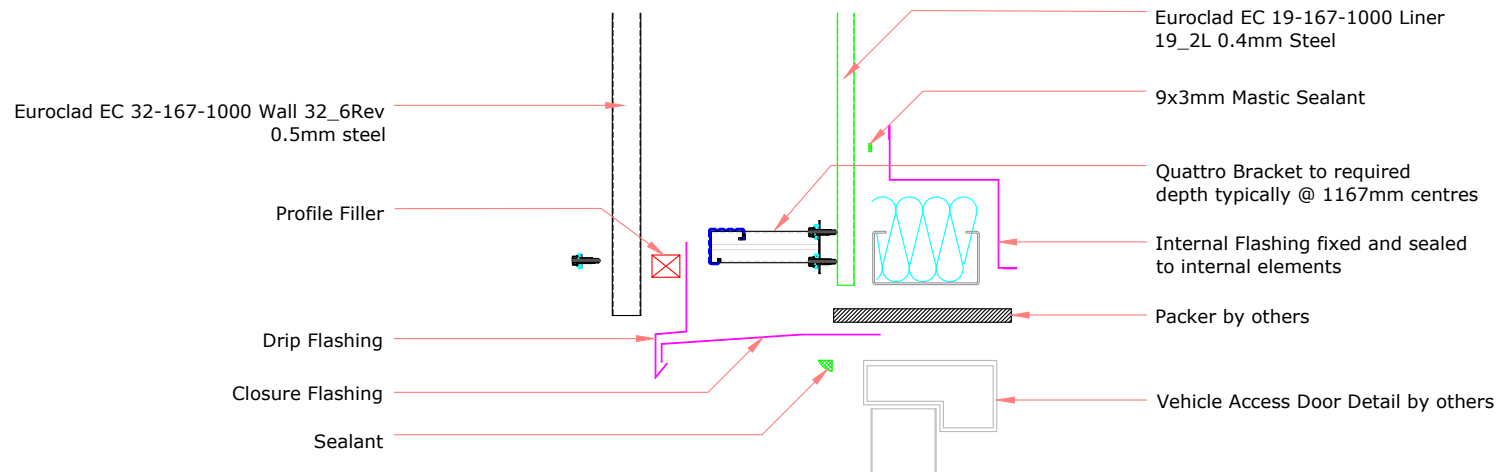 Euroclad EC 32-167-1000 Wall 32_6Rev
0.5mm steel
Profile Filler
Drip Flashing
Closure Flashing
Sealant
Euroclad EC 19-167-1000 Liner
19_2L 0.4mm Steel
9x3mm Mastic Sealant
Quattro Bracket to required
depth typically @ 1167mm centres
Internal Flashing fixed and sealed
to internal elements
Packer by others
Vehicle Access Door Detail by others